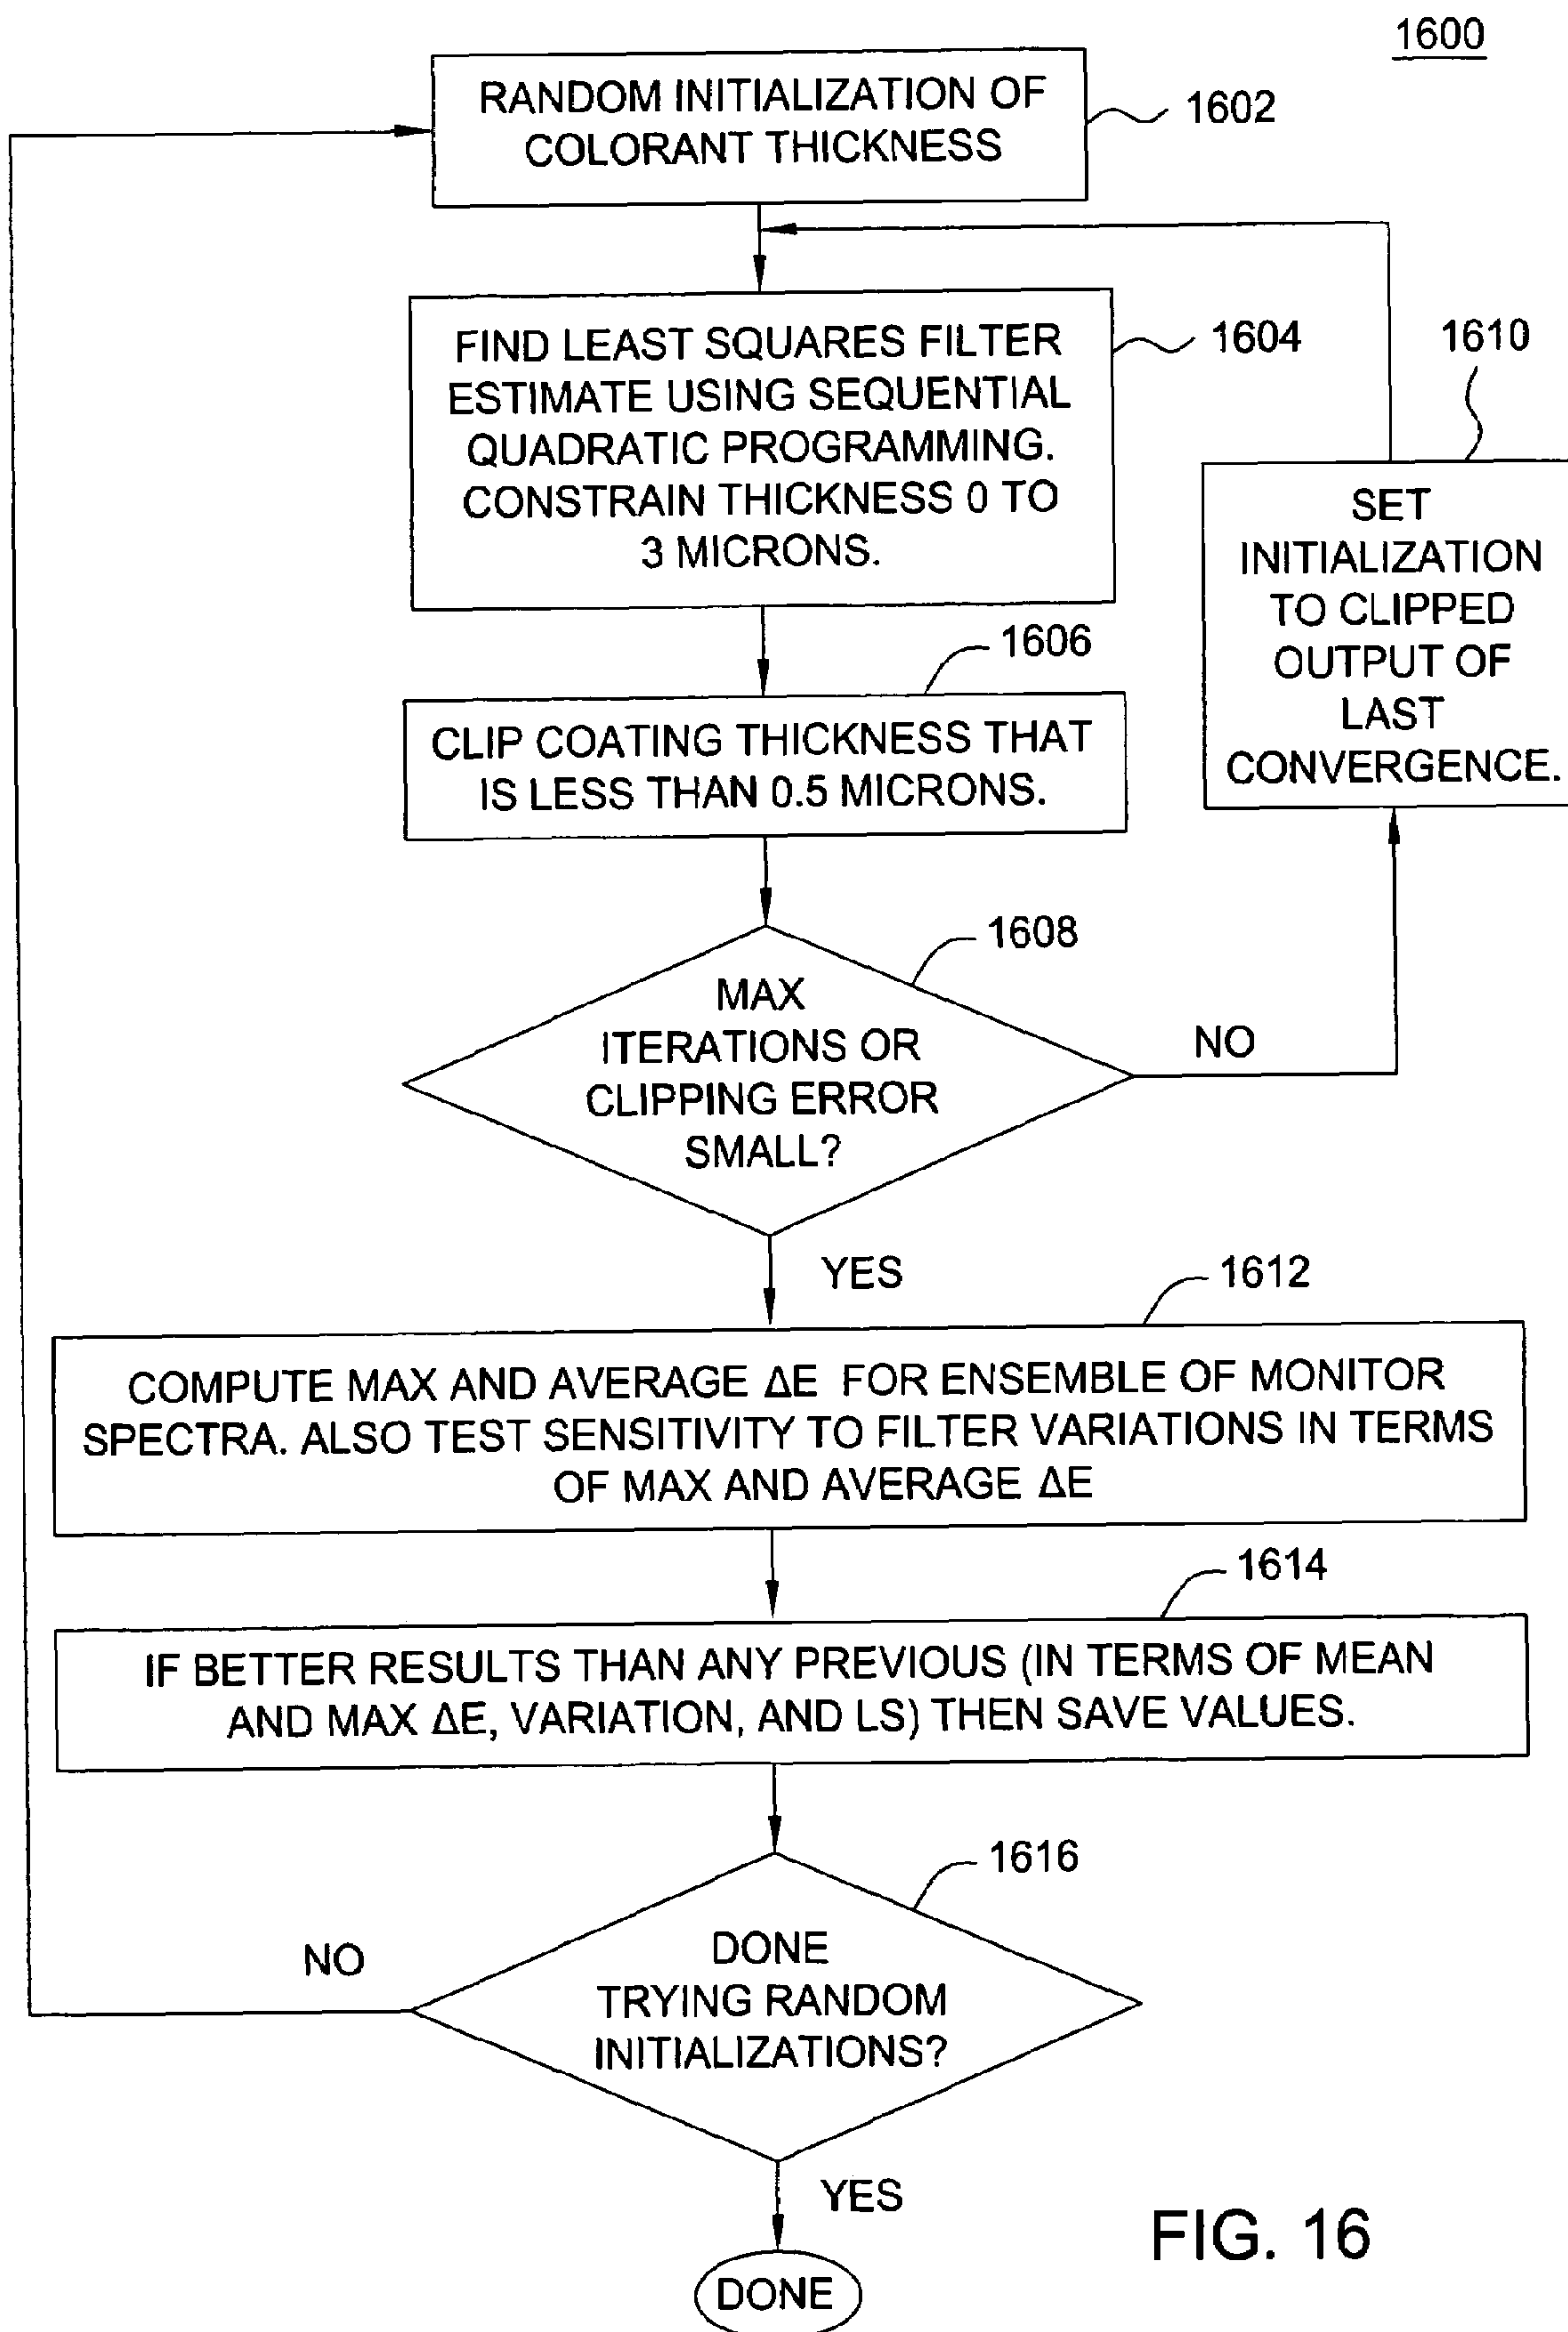 1600
RANDOM INITIALIZATION OF
COLORANT THICKNESS
1602
FIND LEAST SQUARES FILTER
ESTIMATE USING SEQUENTIAL
QUADRATIC PROGRAMMING.
CONSTRAIN THICKNESS 0 TO
3 MICRONS.
1604
1610
SET
INITIALIZATION
TO CLIPPED
OUTPUT OF
LAST
CONVERGENCE.
1606
CLIP COATING THICKNESS THAT
IS LESS THAN 0.5 MICRONS.
1608
MAX
ITERATIONS OR
CLIPPING ERROR
SMALL?
NO
YES
1612
COMPUTE MAX AND AVERAGE ΔE FOR ENSEMBLE OF MONITOR
SPECTRA. ALSO TEST SENSITIVITY TO FILTER VARIATIONS IN TERMS
OF MAX AND AVERAGE ΔE
1614
IF BETTER RESULTS THAN ANY PREVIOUS (IN TERMS OF MEAN
AND MAX ΔE, VARIATION, AND LS) THEN SAVE VALUES.
1616
NO
DONE
TRYING RANDOM
INITIALIZATIONS?
YES
DONE
FIG. 16